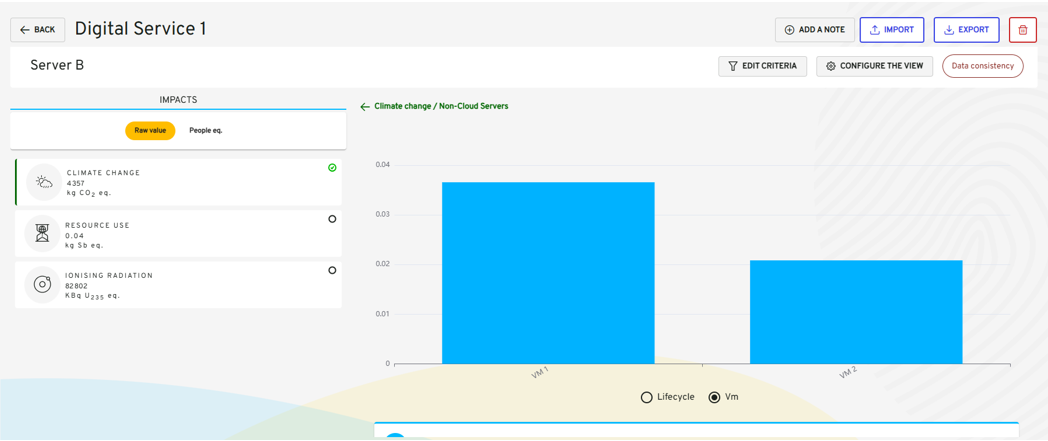 BACK
Digital Service 1
ADD A NOTE
IMPORT
EXPORT
Server B
EDIT CRITERIA
CONFIGURE THE VIEW
Data consistency
IMPACTS
Raw value
People eq.
CLIMATE CHANGE
4357
kg CO2 eq.
RESOURCE USE
0.04
kg Sb eq.
IONISING RADIATION
82802
KBq U235 eq.
Climate change / Non-Cloud Servers
0.04
0.03
0.02
0.01
0
VM 1
VM 2
Lifecycle
Vm